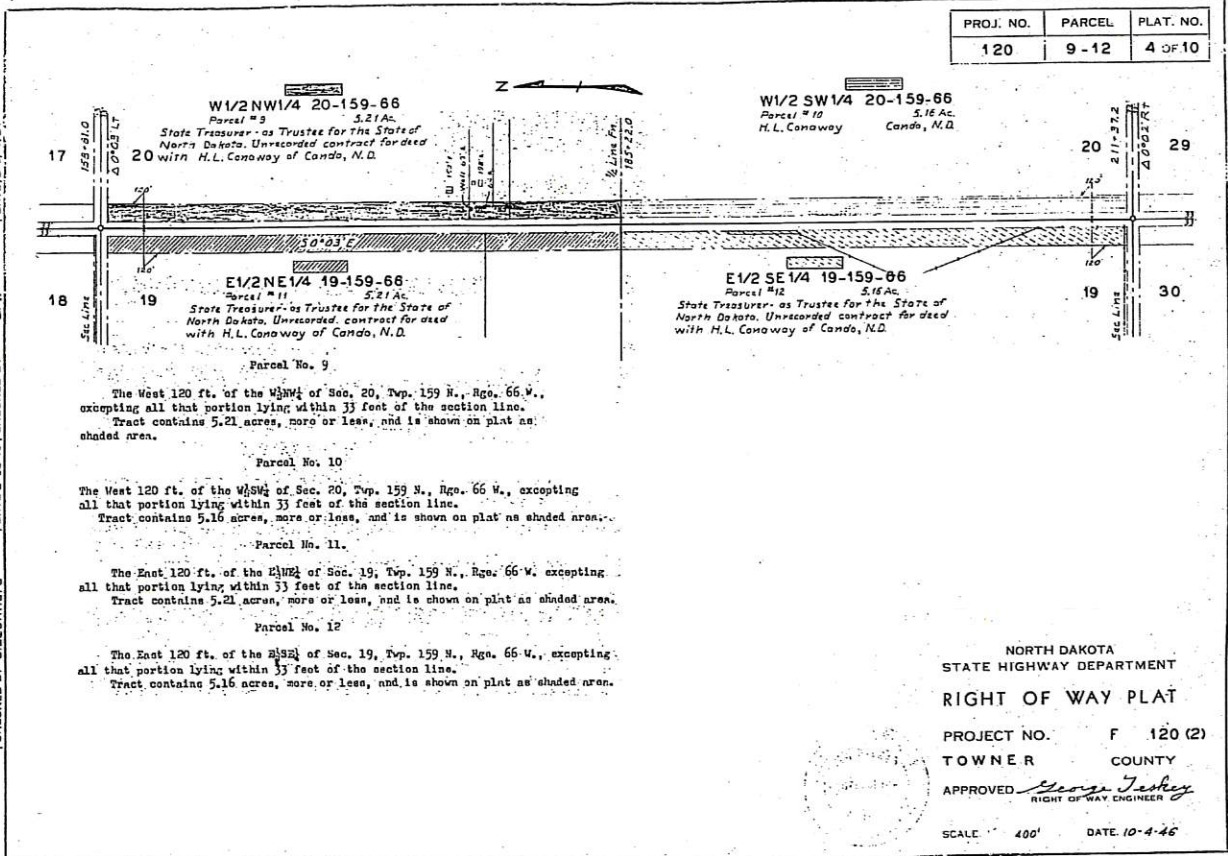 PROJ. NO. PARCEL PLAT. NO.
120 9-12 4 OF 10
W1/2 NW1/4 20-159-66
Parcel #9 5.21 Ac.
State Treasurer - as Trustee for the State of
North Dakota. Unrecorded contract for deed
with H.L. Conaway of Cando, N.D.
N
W1/2 SW1/4 20-159-66
Parcel #10 5.16 Ac.
H.L. Conaway Cando, N.D.
17
20
Δ 0°03' LT
1/4 Line Fn.
185+22.0
20
211+37.2
Δ 0°02' RT
29
120'
S 0°03' E
120'
120'
18
19
Sec Line
E1/2 NE1/4 19-159-66
Parcel #11 5.21 Ac.
State Treasurer - as Trustee for the State of
North Dakota. Unrecorded contract for deed
with H.L. Conaway of Cando, N.D.
E1/2 SE1/4 19-159-66
Parcel #12 5.16 Ac.
State Treasurer - as Trustee for the State of
North Dakota. Unrecorded contract for deed
with H.L. Conaway of Cando, N.D.
19
Sec Line
30
Parcel No. 9
The West 120 ft. of the W½NW¼ of Sec. 20, Twp. 159 N., Rge. 66 W.,
excepting all that portion lying within 33 feet of the section line.
Tract contains 5.21 acres, more or less, and is shown on plat as
shaded area.
Parcel No. 10
The West 120 ft. of the W½SW¼ of Sec. 20, Twp. 159 N., Rge. 66 W., excepting
all that portion lying within 33 feet of the section line.
Tract contains 5.16 acres, more or less, and is shown on plat as shaded area.
Parcel No. 11.
The East 120 ft. of the E½NE¼ of Sec. 19, Twp. 159 N., Rge. 66 W. excepting
all that portion lying within 33 feet of the section line.
Tract contains 5.21 acres, more or less, and is shown on plat as shaded area.
Parcel No. 12
The East 120 ft. of the E½SE¼ of Sec. 19, Twp. 159 N., Rge. 66 W., excepting
all that portion lying within 33 feet of the section line.
Tract contains 5.16 acres, more or less, and is shown on plat as shaded area.
NORTH DAKOTA
STATE HIGHWAY DEPARTMENT
RIGHT OF WAY PLAT
PROJECT NO. F 120 (2)
TOWNER COUNTY
APPROVED George Teskey
RIGHT OF WAY ENGINEER
SCALE 400' DATE 10-4-46